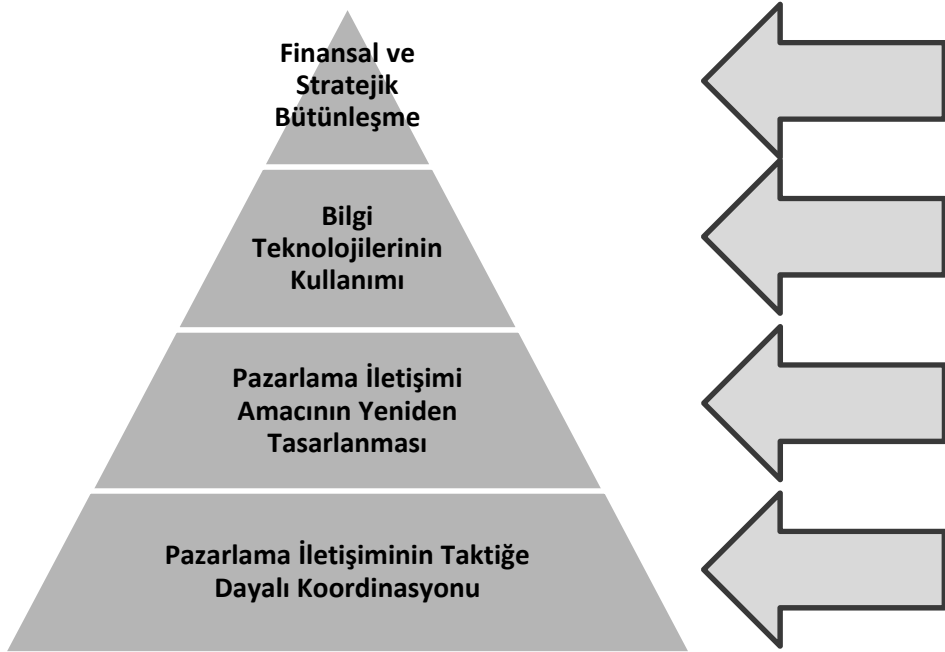 Finansal ve
Stratejik
Bütünleşme
Bilgi
Teknolojilerinin
Kullanımı
Pazarlama İletişimi
Amacının Yeniden
Tasarlanması
Pazarlama İletişiminin Taktiğe
Dayalı Koordinasyonu